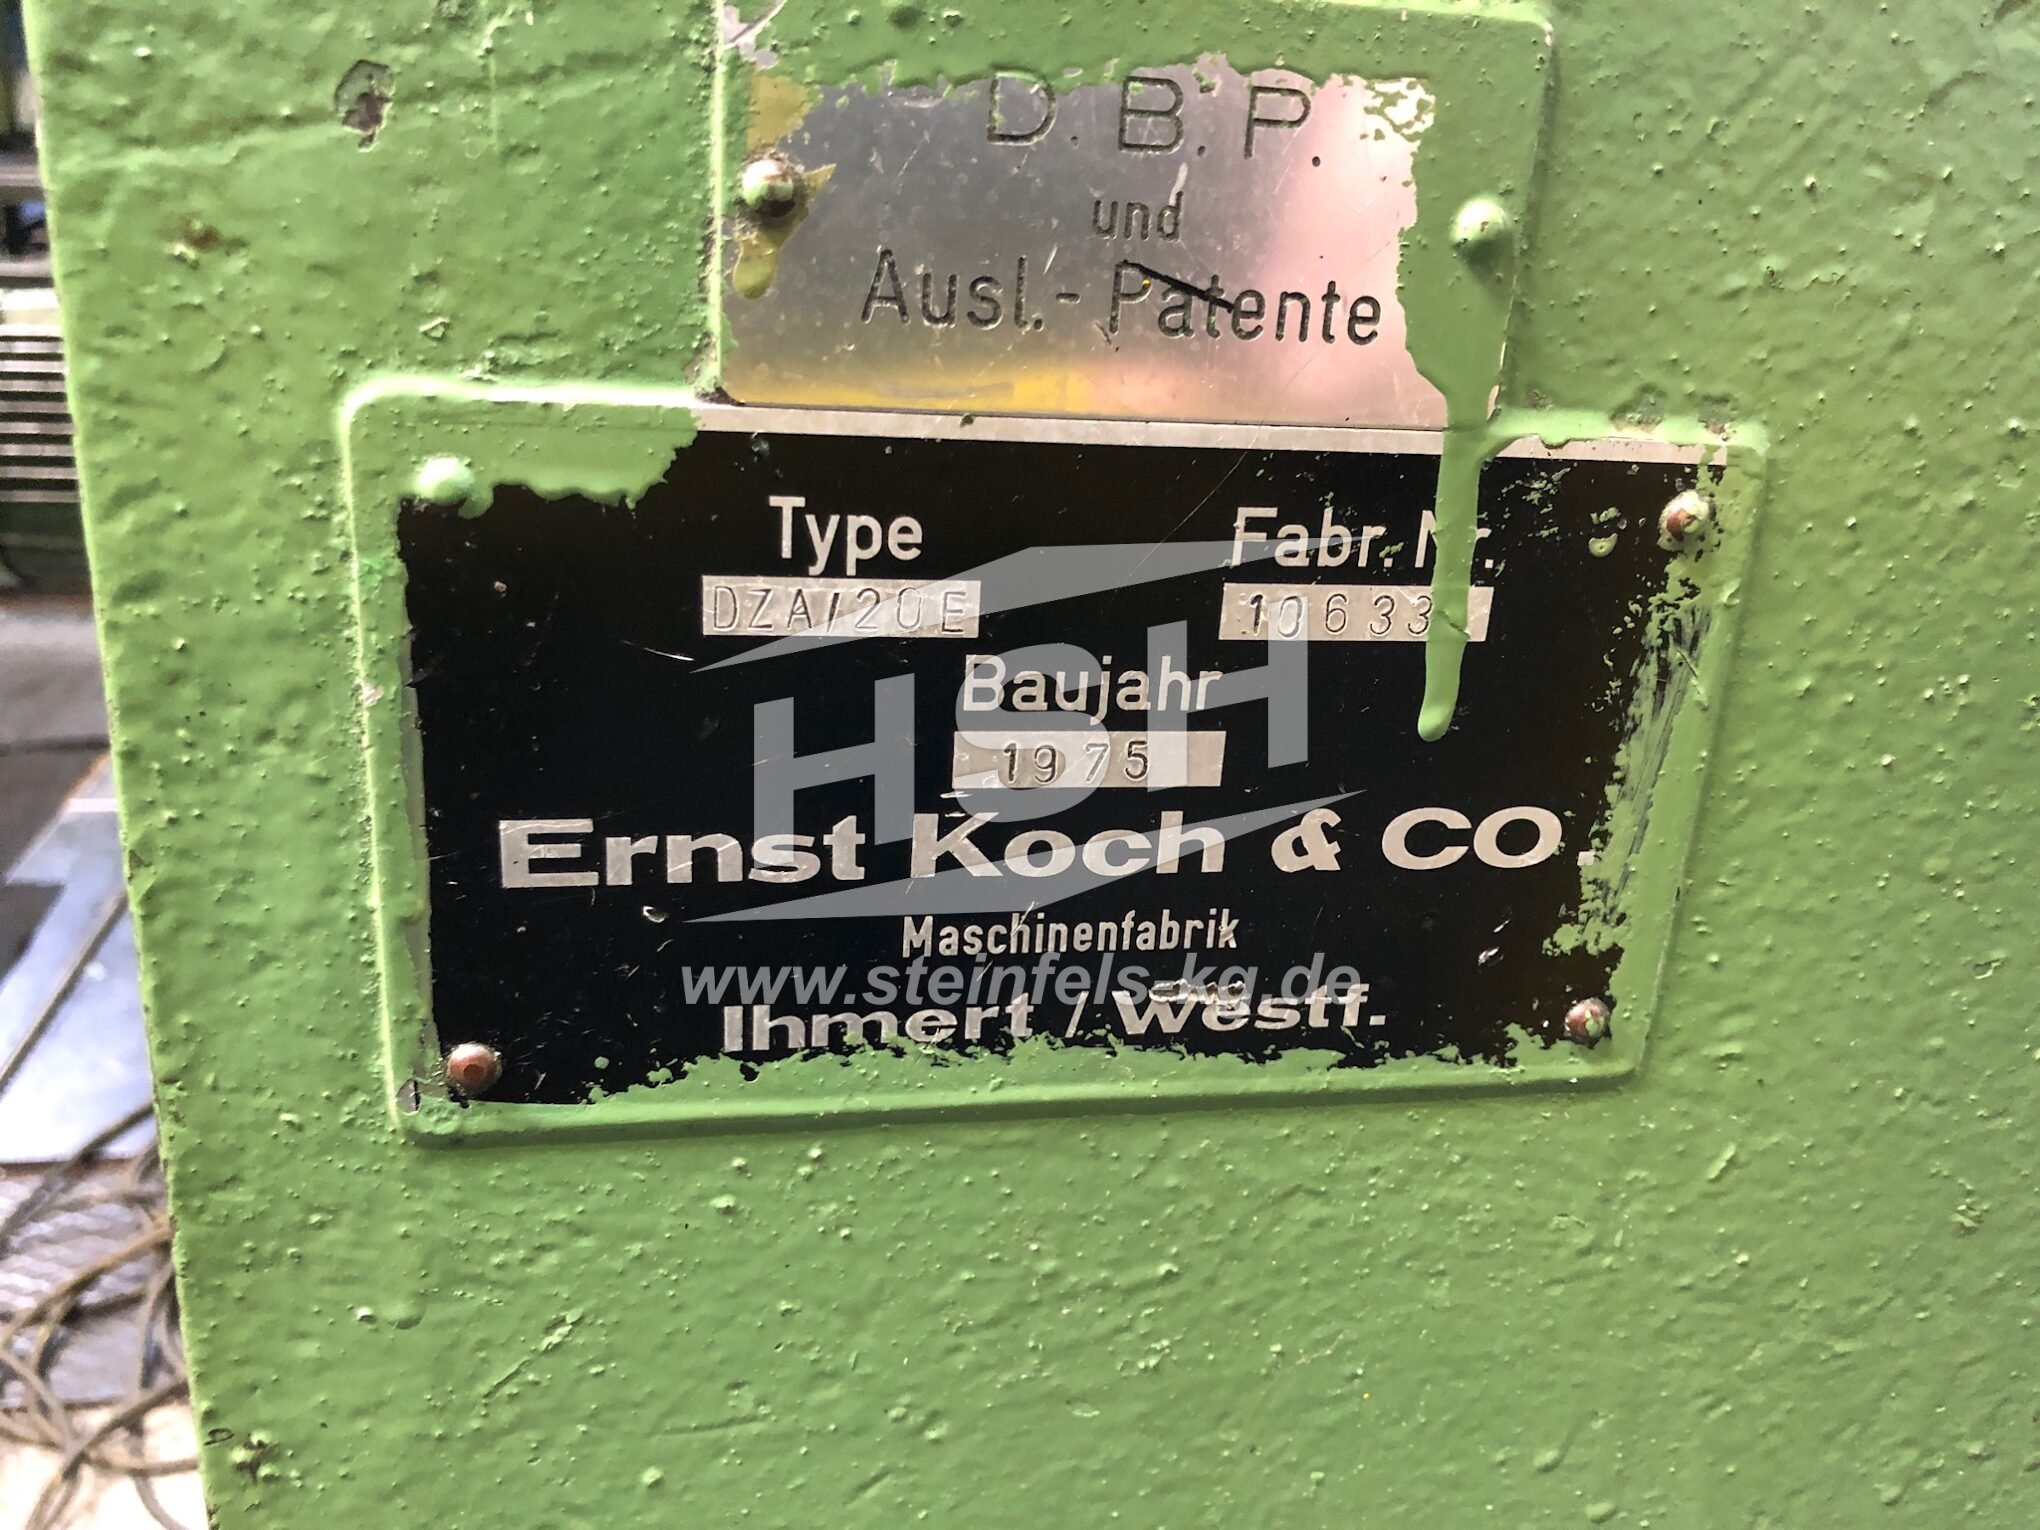 D.B.P.
und
Ausl.-Patente
Type Fabr. Nr.
DZA/20E
Baujahr
1975
Ernst Koch & CO.
Maschinenfabrik
www.steinfels-kg.de
Ihmert / Westf.
HSH